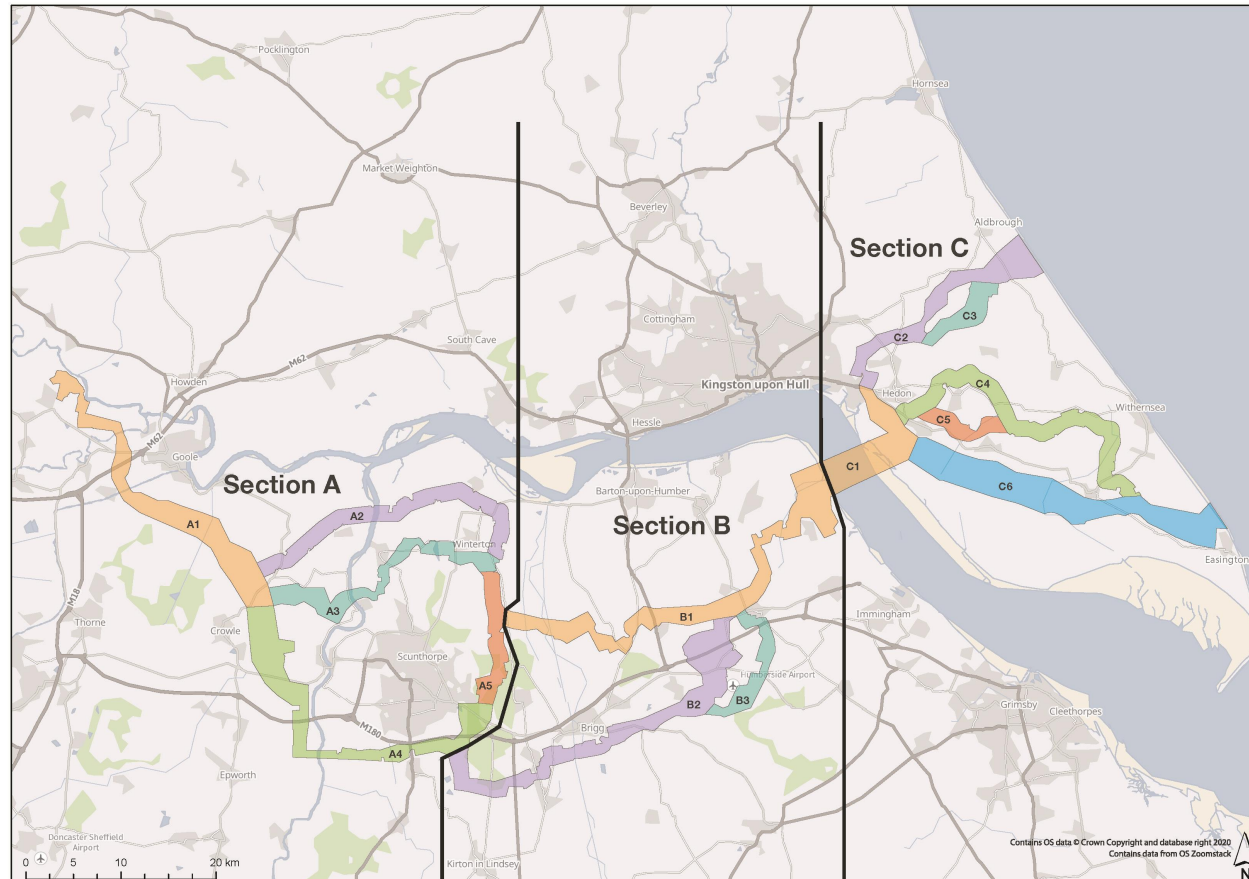 Pocklington
Hornsea
Market Weighton
Beverley
Aldbrough
Section C
C3
Cottingham
South Cave
C2
M62
Howden
Kingston upon Hull
C4
Hedon
Withernsea
Hessle
C5
M62
Goole
C1
Section A
Barton-upon-Humber
C6
A2
A1
Section B
Winterton
Easington
M18
A3
B1
Immingham
Thorne
Crowle
Scunthorpe
Humberside Airport
A5
B3
B2
Grimsby
Cleethorpes
Brigg
M180
A4
Epworth
Doncaster Sheffield
Airport
Kirton in Lindsey
0 5 10 20 km
Contains OS data © Crown Copyright and database right 2020
Contains data from OS Zoomstack
N